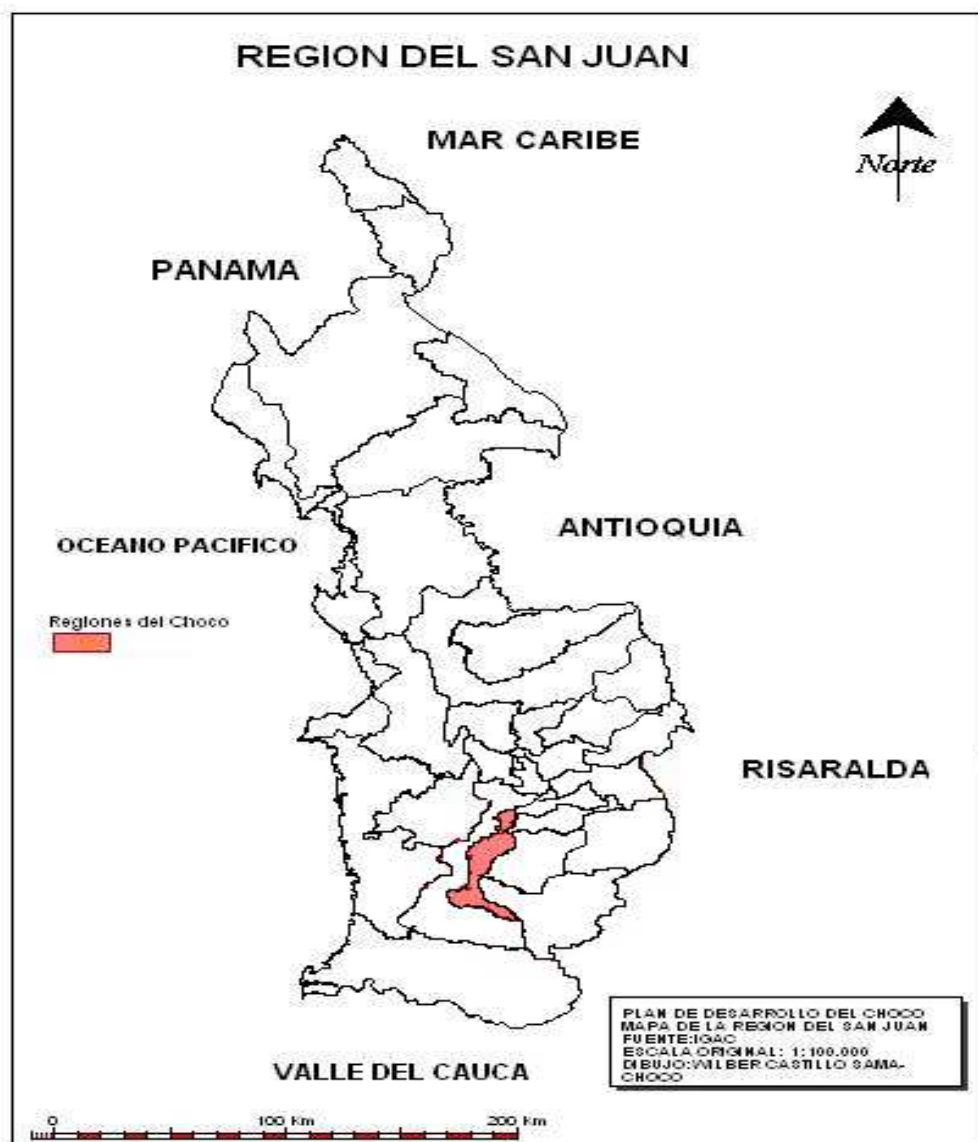 REGION DEL SAN JUAN
MAR CARIBE
Norte
PANAMA
ANTIOQUIA
OCEANO PACIFICO
Regiones del Choco
RISARALDA
PLAN DE DESARROLLO DEL CHOCO
MAPA DE LA REGION DEL SAN JUAN
FUENTE:IGAC
ESCALA ORIGINAL: 1:100.000
DIBUJO:WILBER CASTILLO SAMA-
CHOCO
VALLE DEL CAUCA
0 100 Km 200 Km